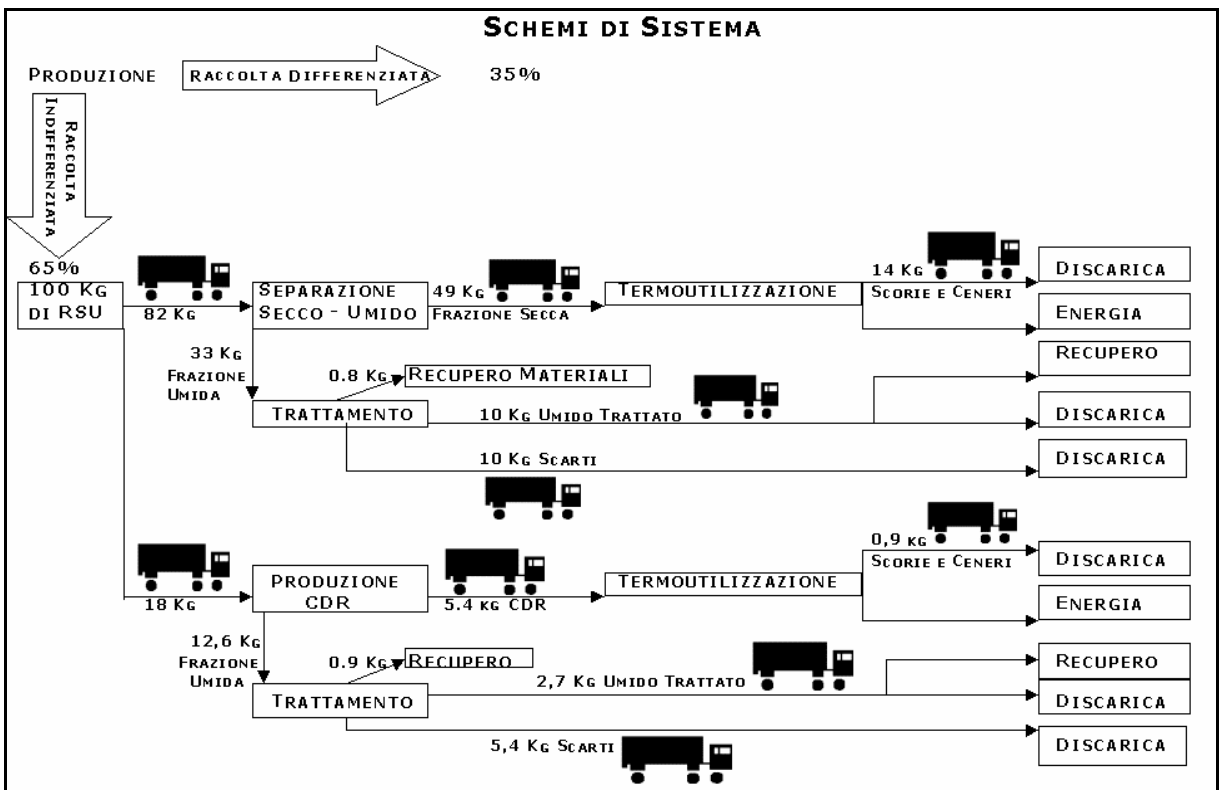 SCHEMI DI SISTEMA
PRODUZIONE
RACCOLTA DIFFERENZIATA
35%
RACCOLTA
INDIFFERENZIATA
65%
100 KG
DI RSU
82 KG
SEPARAZIONE
SECCO - UMIDO
49 KG
FRAZIONE SECCA
TERMOUTILIZZAZIONE
14 KG
SCORIE E CENERI
DISCARICA
ENERGIA
33 KG
FRAZIONE
UMIDA
0.8 KG
RECUPERO MATERIALI
RECUPERO
TRATTAMENTO
10 KG UMIDO TRATTATO
DISCARICA
10 KG SCARTI
DISCARICA
18 KG
PRODUZIONE
CDR
5.4 KG CDR
TERMOUTILIZZAZIONE
0,9 KG
SCORIE E CENERI
DISCARICA
ENERGIA
12,6 KG
FRAZIONE
UMIDA
0.9 KG
RECUPERO
RECUPERO
TRATTAMENTO
2,7 KG UMIDO TRATTATO
DISCARICA
5,4 KG SCARTI
DISCARICA